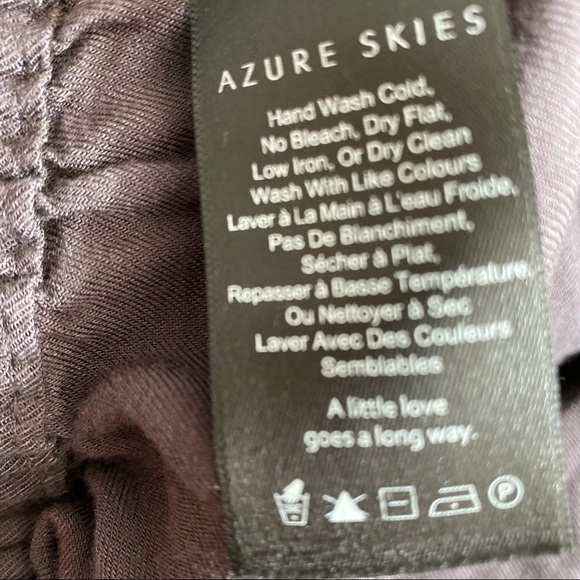 AZURE SKIES
Hand Wash Cold,
No Bleach, Dry Flat,
Low Iron, Or Dry Clean
Wash With Like Colours
Laver à La Main à L'eau Froide,
Pas De Blanchiment,
Sécher à Plat,
Repasser à Basse Température,
Ou Nettoyer à Sec
Laver Avec Des Couleurs
Semblables
A little love
goes a long way.
P